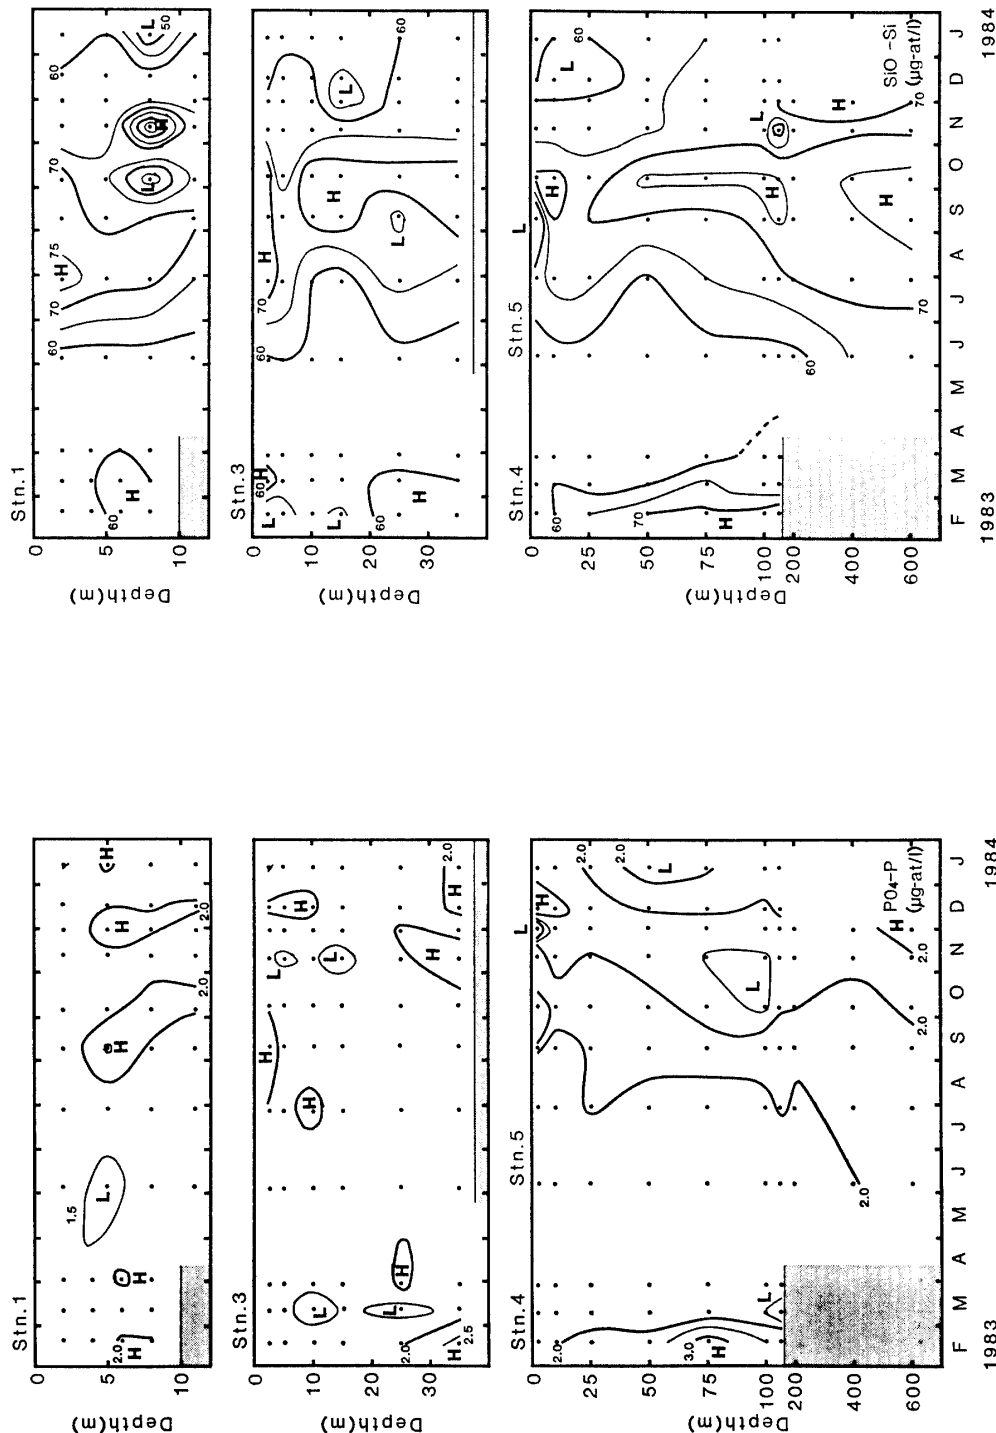 Stn.1
0
5
10
Depth(m)
60
H
60
70
75
H
70
L
H
60
L
50
Stn.3
0
10
20
30
Depth(m)
L
60
H
L
60
H
60
70
H
H
L
L
60
Stn.4
Stn.5
0
25
50
75
100
200
400
600
Depth(m)
60
70
H
60
70
L
H
H
H
L
H
70
60
L
SiO -Si
(µg-at/l)
F M A M J J A S O N D J
1983
1984
Stn.1
0
5
10
Depth(m)
2.0
H
H
1.5
L
H
2.0
H
2.0
H
Stn.3
0
10
20
30
Depth(m)
2.0
H
2.5
L
L
H
H
H
L
L
H
H
H
2.0
Stn.4
Stn.5
0
25
50
75
100
200
400
600
Depth(m)
2.0
3.0
H
L
2.0
2.0
L
L
H
2.0
2.0
L
H
2.0
PO₄-P
(µg-at/l)
F M A M J J A S O N D J
1983
1984